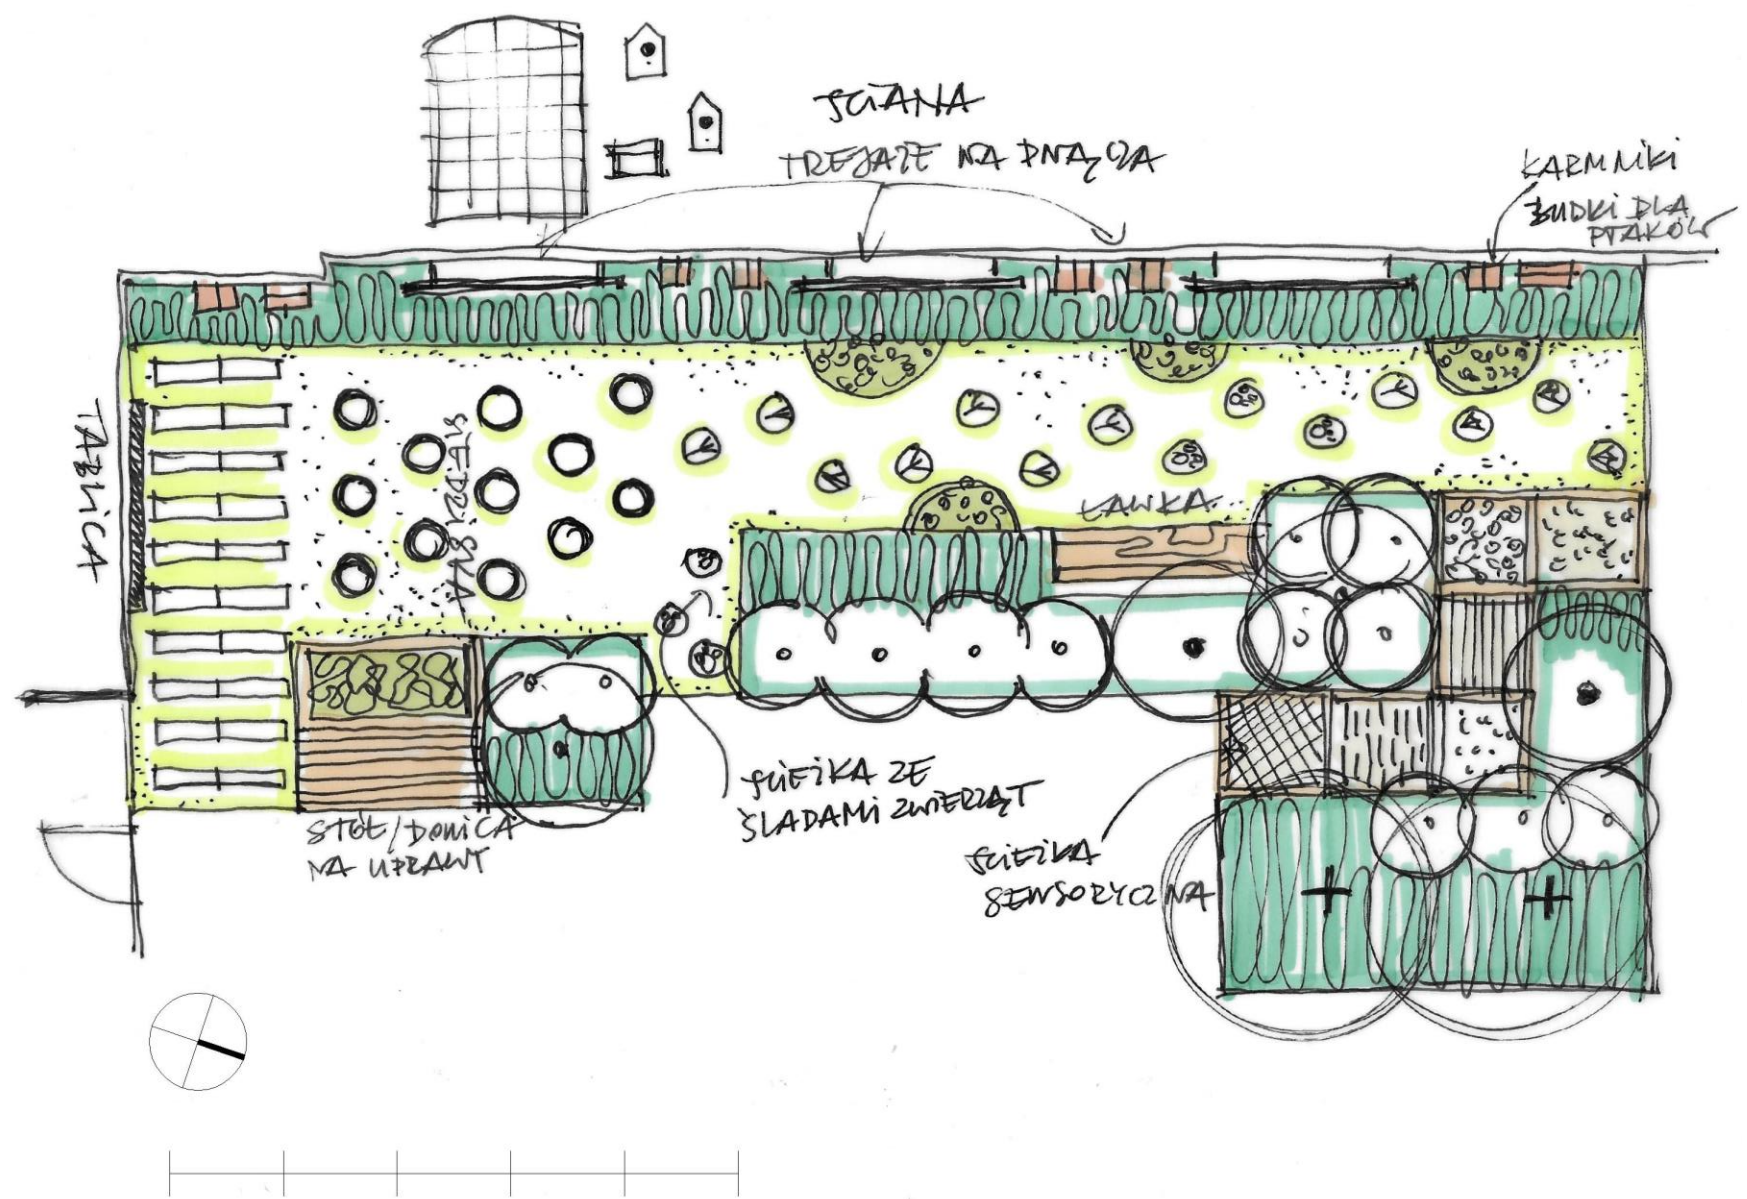 ŚCIANA
TREJAŻE NA PNĄCZA
KARMNIKI
BUDKI DLA
PTAKÓW
TABLICA
NAWIERZCHNIA
ŁAWKA
ŚCIEŻKA ZE
ŚLADAMI ZWIERZĄT
STÓŁ/DONICA
NA UPRAWY
ŚCIEŻKA
SENSORYCZNA